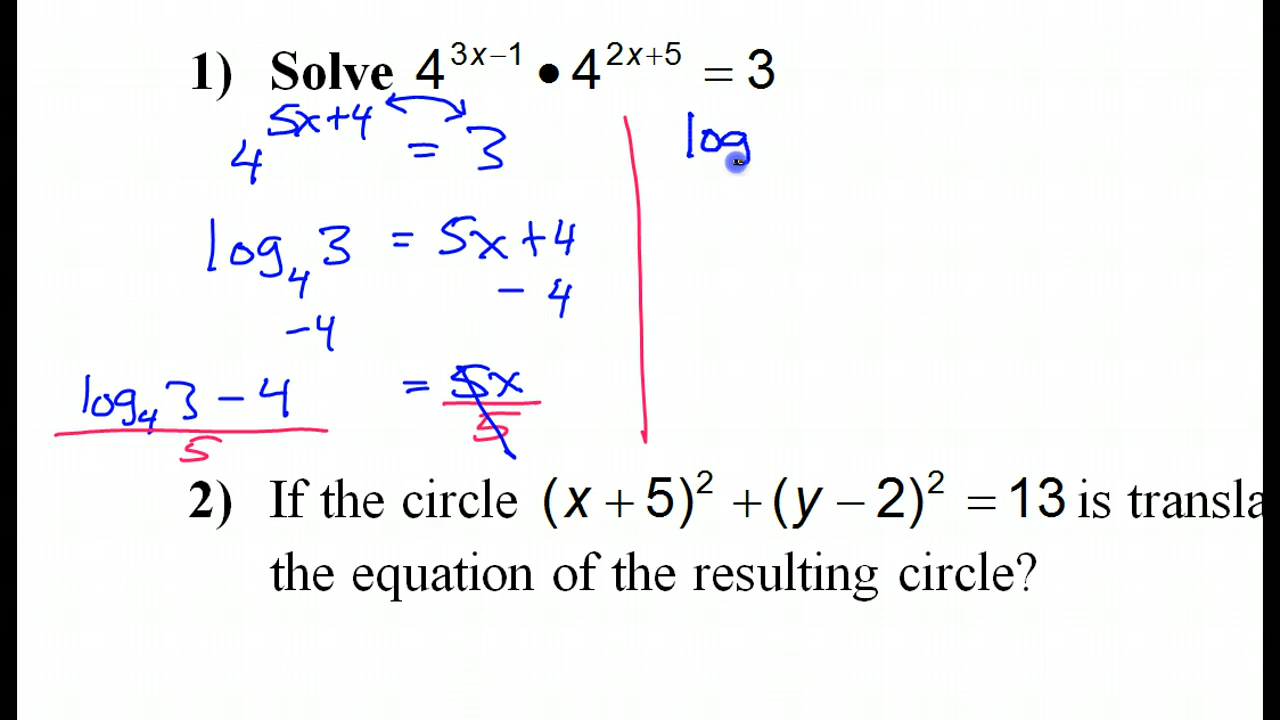 1) Solve 4^{3x−1} • 4^{2x+5} = 3
4^{5x+4} = 3
log₄ 3 = 5x + 4
− 4
−4
log₄ 3 − 4 = 5x
5 5
log
2) If the circle (x + 5)² + (y − 2)² = 13 is transla
the equation of the resulting circle?